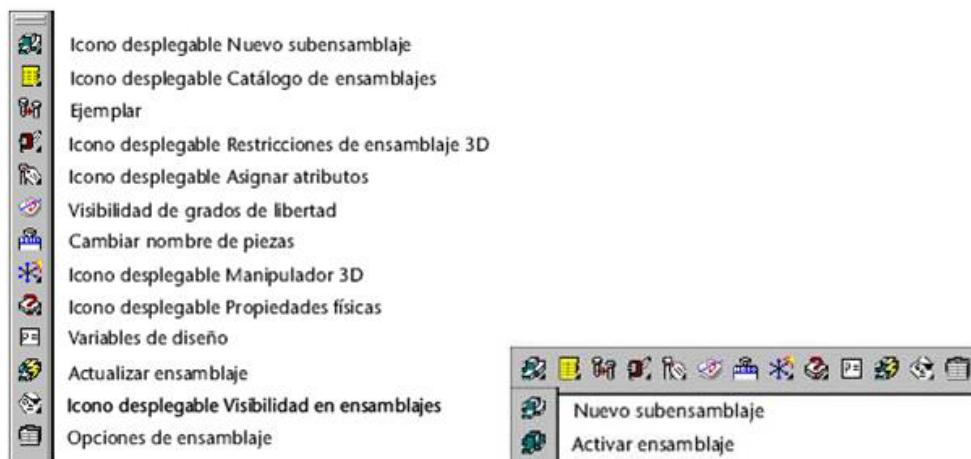 Icono desplegable Nuevo subensamblaje
Icono desplegable Catálogo de ensamblajes
Ejemplar
Icono desplegable Restricciones de ensamblaje 3D
Icono desplegable Asignar atributos
Visibilidad de grados de libertad
Cambiar nombre de piezas
Icono desplegable Manipulador 3D
Icono desplegable Propiedades físicas
Variables de diseño
Actualizar ensamblaje
Icono desplegable Visibilidad en ensamblajes
Opciones de ensamblaje
Nuevo subensamblaje
Activar ensamblaje